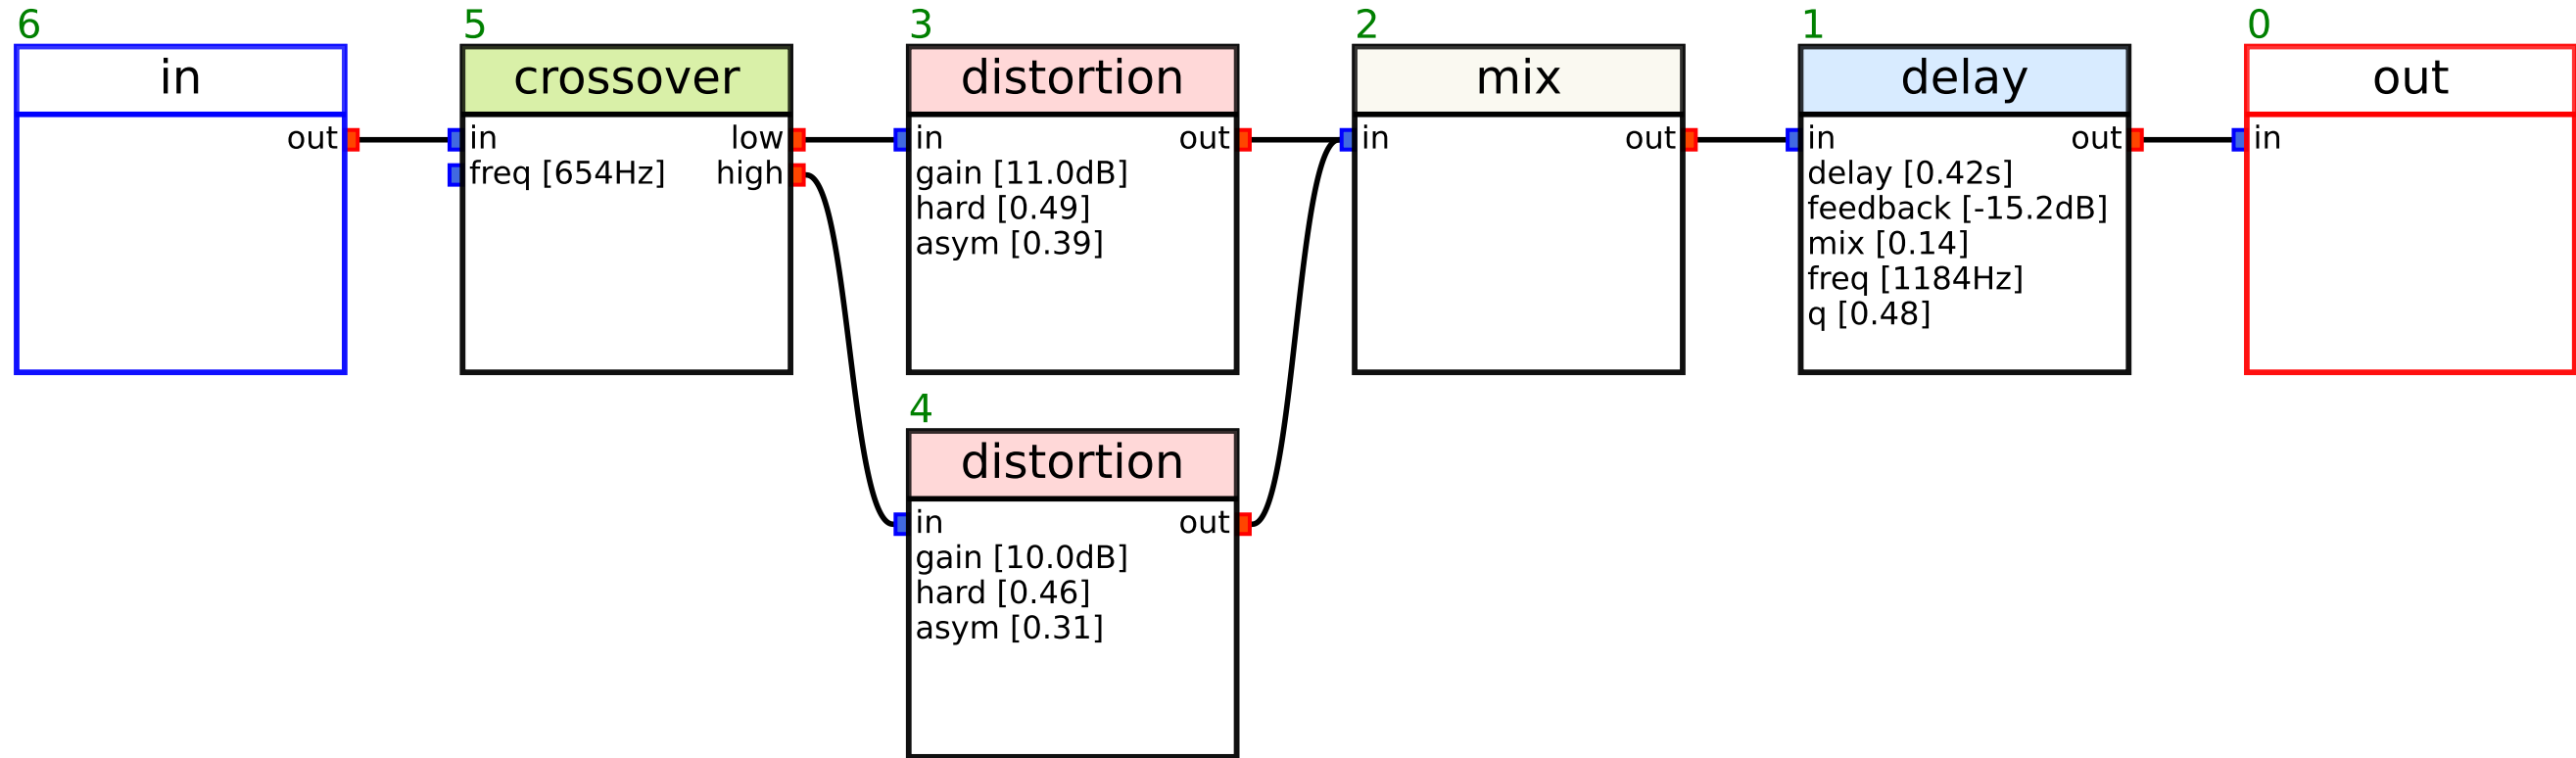 6
in
out
5
crossover
in
low
freq [654Hz]
high
3
distortion
in
out
gain [11.0dB]
hard [0.49]
asym [0.39]
4
distortion
in
out
gain [10.0dB]
hard [0.46]
asym [0.31]
2
mix
in
out
1
delay
in
out
delay [0.42s]
feedback [-15.2dB]
mix [0.14]
freq [1184Hz]
q [0.48]
0
out
in